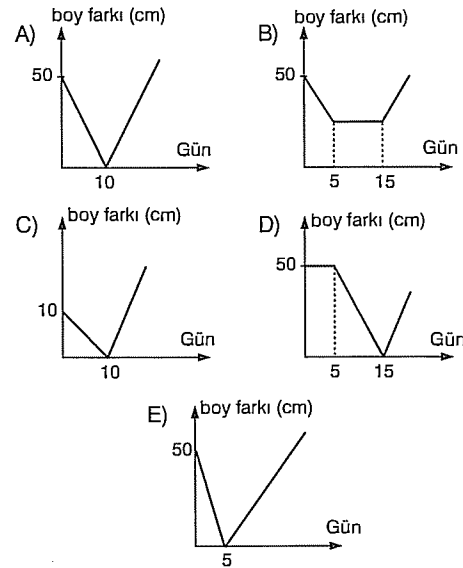 A) boy farkı (cm)
50
Gün
10
B) boy farkı (cm)
50
Gün
5 15
C) boy farkı (cm)
10
Gün
10
D) boy farkı (cm)
50
Gün
5 15
E) boy farkı (cm)
50
Gün
5